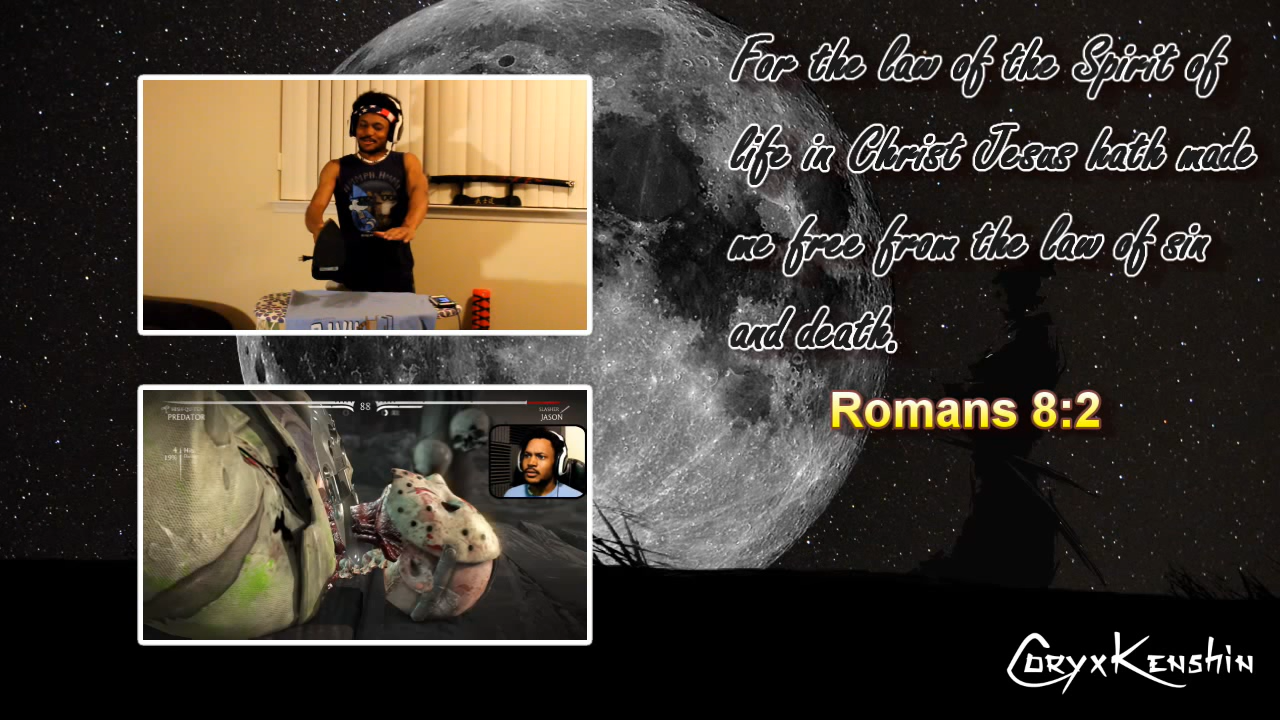 For the law of the Spirit of
life in Christ Jesus hath made
me free from the law of sin
and death.
Romans 8:2
88
PREDATOR
SLASHER
JASON
19%
CoryxKenshin